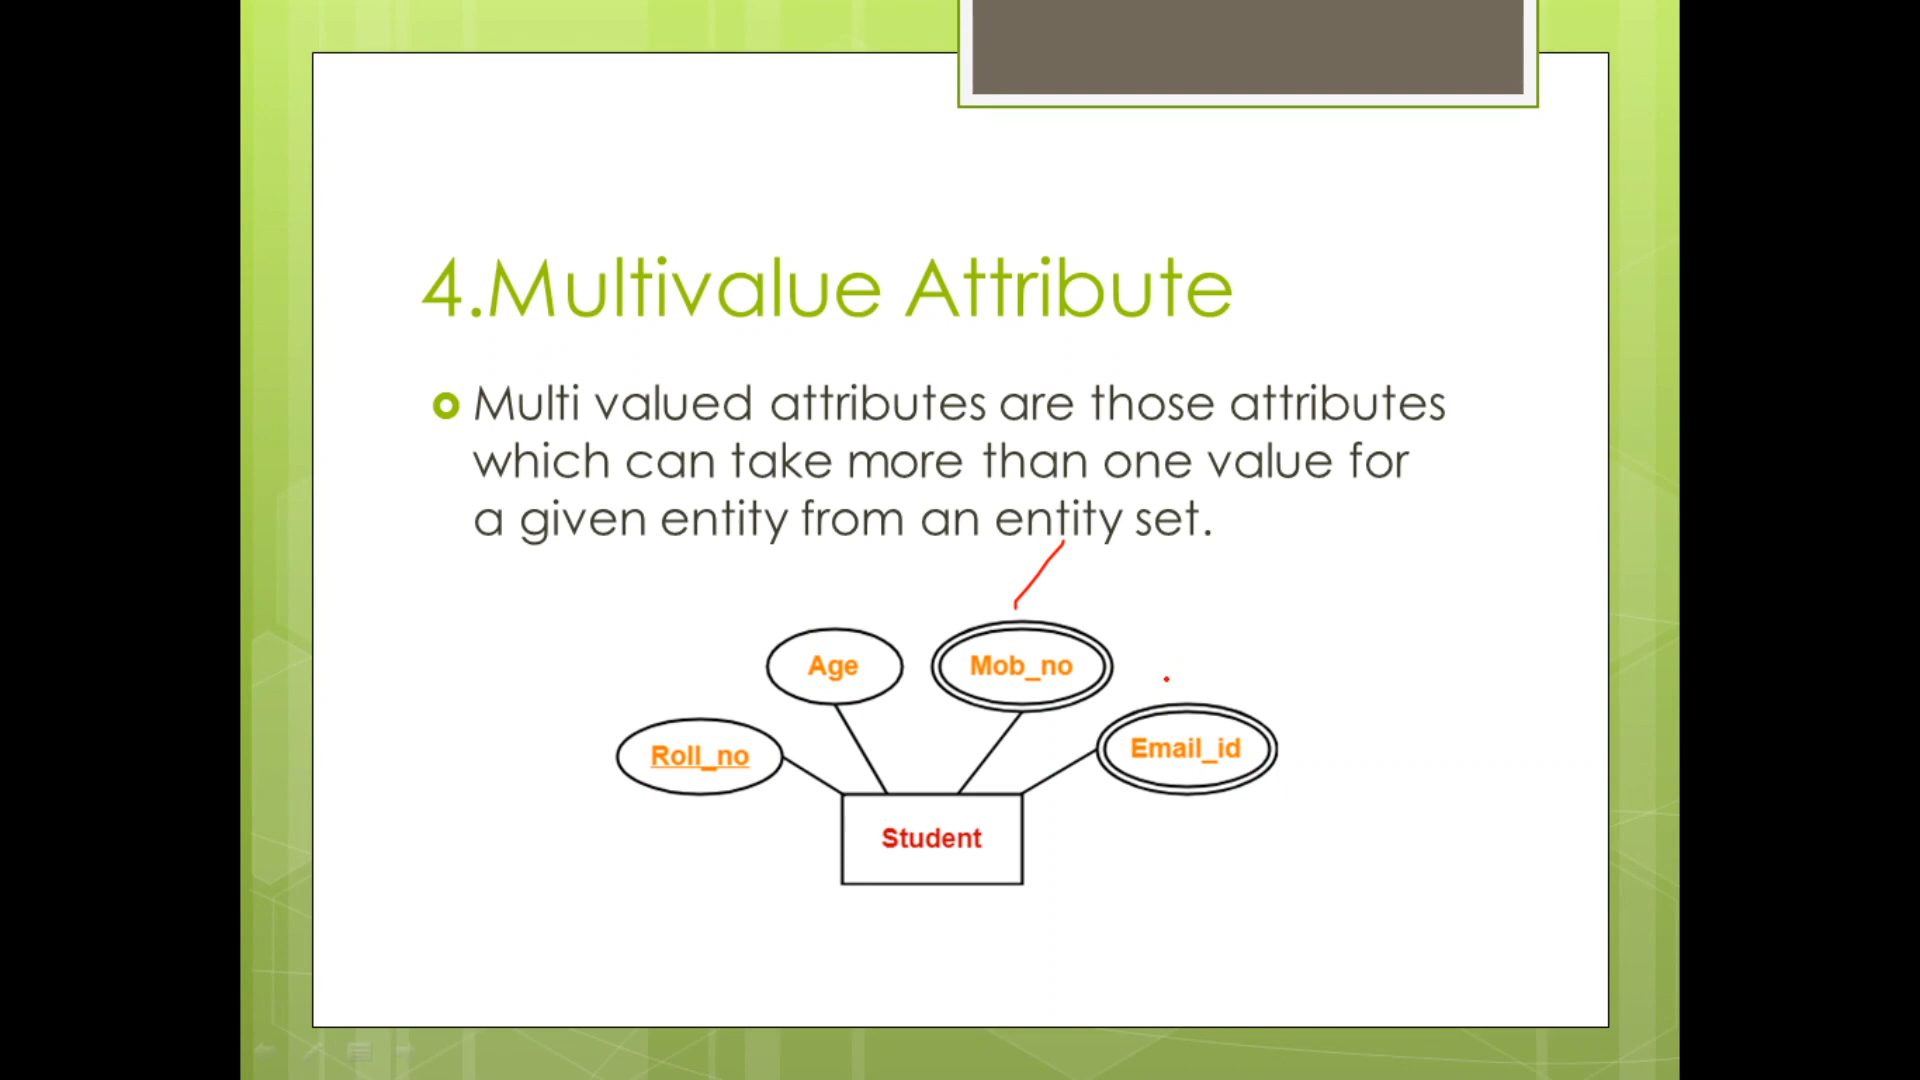 4.Multivalue Attribute
Multi valued attributes are those attributes
which can take more than one value for
a given entity from an entity set.
Age
Mob_no
Roll_no
Email_id
Student